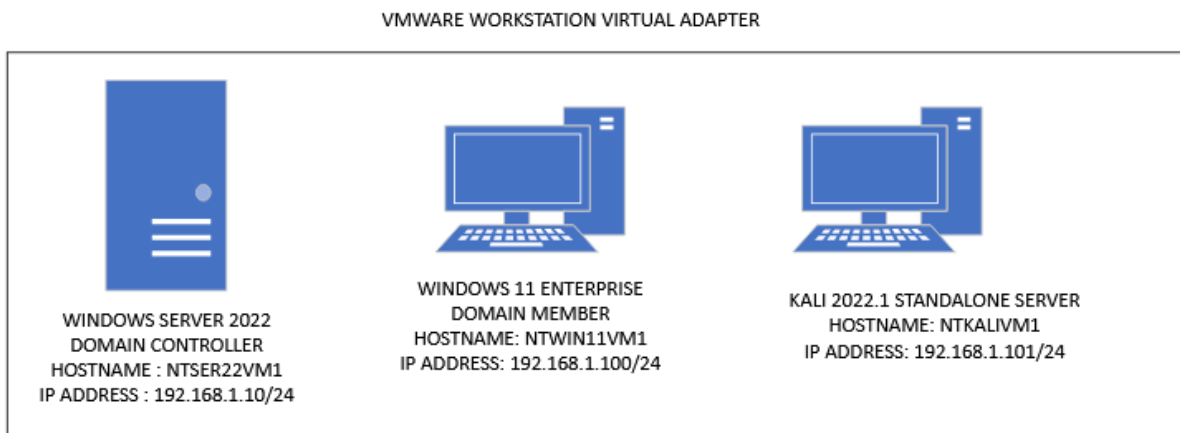 VMWARE WORKSTATION VIRTUAL ADAPTER
WINDOWS SERVER 2022
DOMAIN CONTROLLER
HOSTNAME : NTSER22VM1
IP ADDRESS : 192.168.1.10/24
WINDOWS 11 ENTERPRISE
DOMAIN MEMBER
HOSTNAME: NTWIN11VM1
IP ADDRESS: 192.168.1.100/24
KALI 2022.1 STANDALONE SERVER
HOSTNAME: NTKALIVM1
IP ADDRESS: 192.168.1.101/24